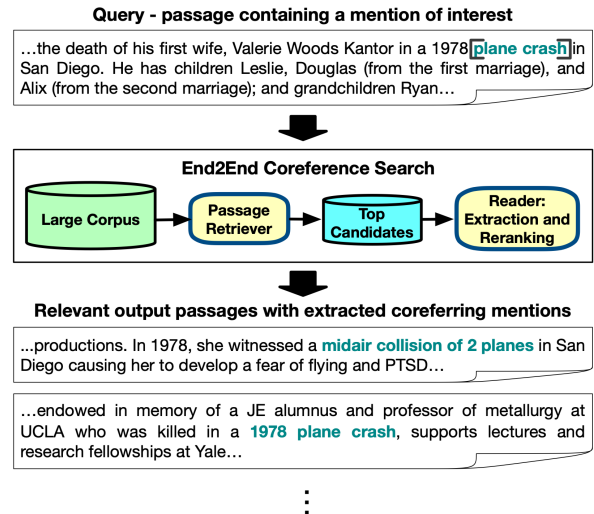 Query - passage containing a mention of interest
…the death of his first wife, Valerie Woods Kantor in a 1978 [plane crash] in
San Diego. He has children Leslie, Douglas (from the first marriage), and
Alix (from the second marriage); and grandchildren Ryan…
End2End Coreference Search
Large Corpus
Passage
Retriever
Top
Candidates
Reader:
Extraction and
Reranking
Relevant output passages with extracted coreferring mentions
...productions. In 1978, she witnessed a midair collision of 2 planes in San
Diego causing her to develop a fear of flying and PTSD…
…endowed in memory of a JE alumnus and professor of metallurgy at
UCLA who was killed in a 1978 plane crash, supports lectures and
research fellowships at Yale…